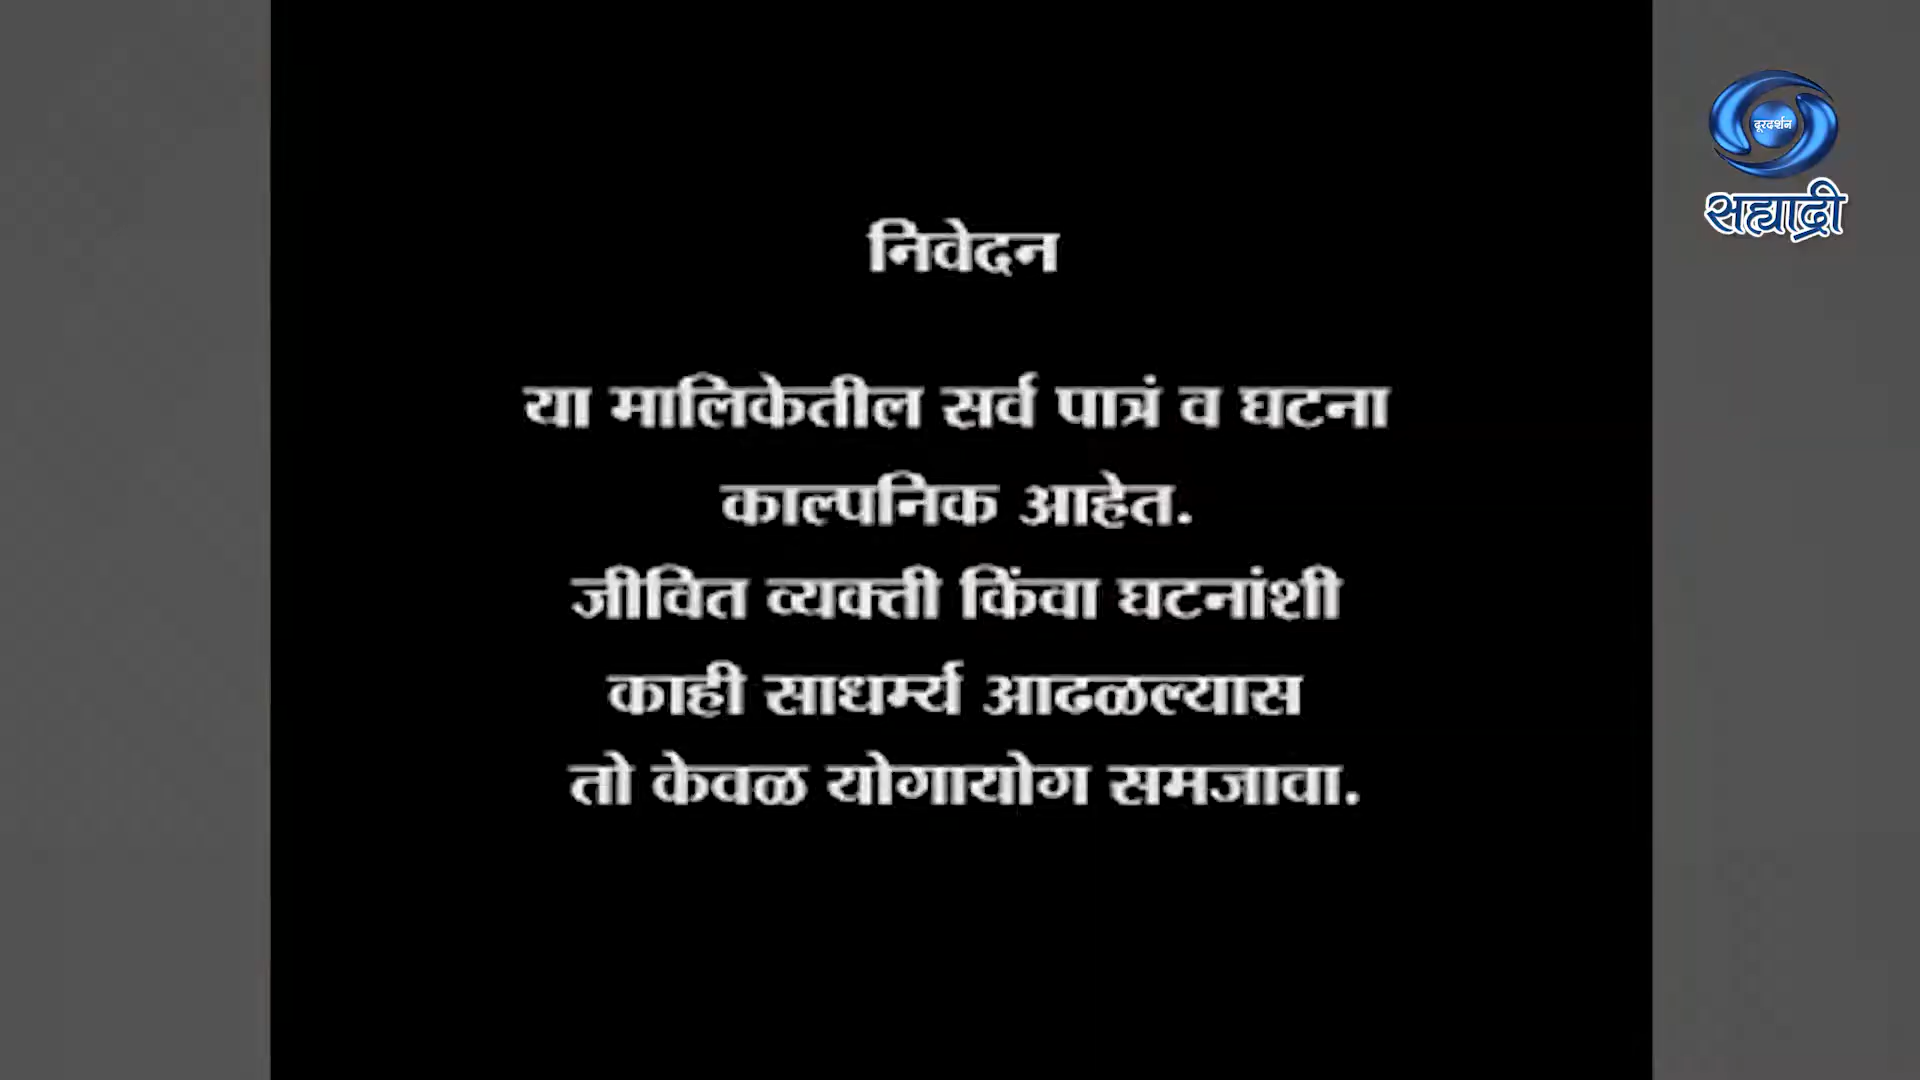 दूरदर्शन
सह्याद्री
निवेदन
या मालिकेतील सर्व पात्रं व घटना
काल्पनिक आहेत.
जीवित व्यक्ती किंवा घटनांशी
काही साधर्म्य आढळल्यास
तो केवळ योगायोग समजावा.